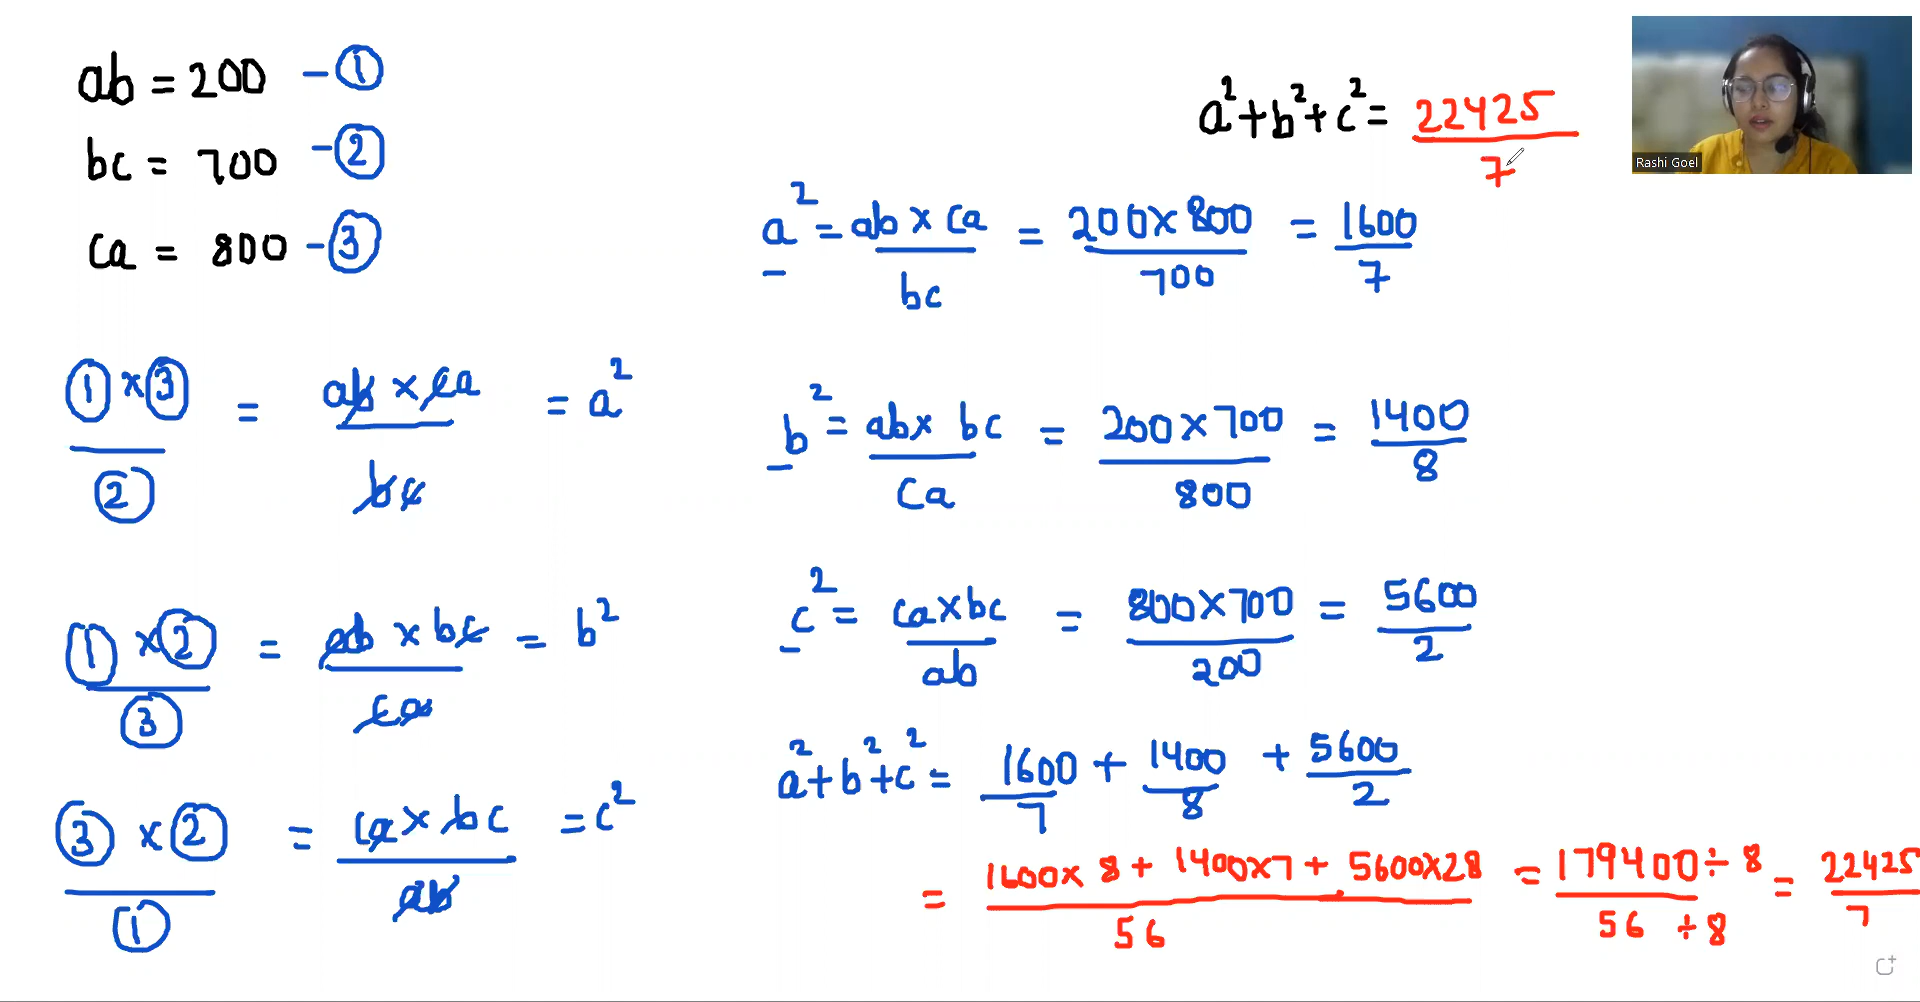 ab = 200 - ①
bc = 700 - ②
ca = 800 - ③
① × ③ / ② = ab × ca / bc = a²
① × ② / ③ = ab × bc / ca = b²
③ × ② / ① = ca × bc / ab = c²
a² + b² + c² = 22425 / 7
Rashi Goel
a² = ab × ca / bc = 200 × 800 / 700 = 1600 / 7
b² = ab × bc / ca = 200 × 700 / 800 = 1400 / 8
c² = ca × bc / ab = 800 × 700 / 200 = 5600 / 2
a² + b² + c² = 1600 / 7 + 1400 / 8 + 5600 / 2
= 1600 × 8 + 1400 × 7 + 5600 × 28 / 56 = 179400 ÷ 8 / 56 ÷ 8 = 22425 / 7